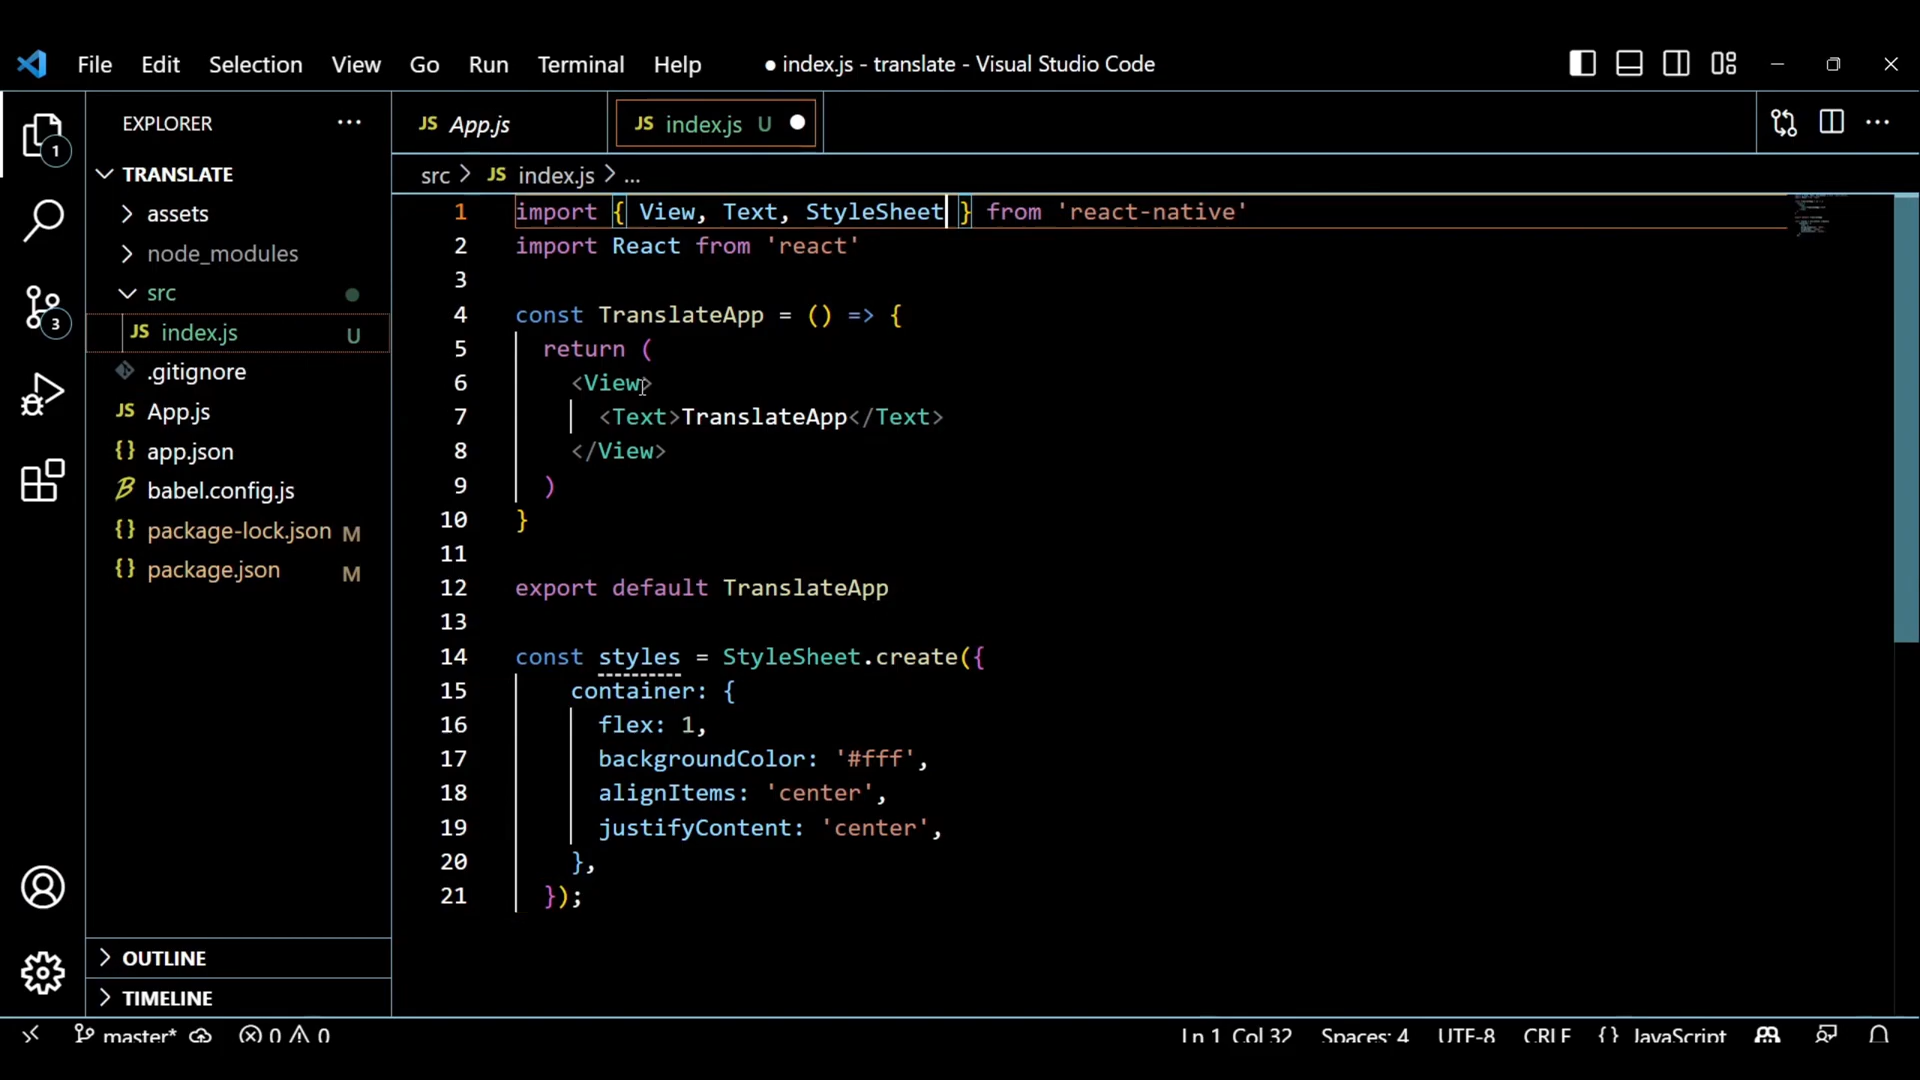 File Edit Selection View Go Run Terminal Help ● index.js - translate - Visual Studio Code
EXPLORER ...
JS App.js JS index.js U
1
TRANSLATE
src > JS index.js > ...
assets
node_modules
src
JS index.js U
.gitignore
JS App.js
{} app.json
babel.config.js
{} package-lock.json M
{} package.json M
3
OUTLINE
TIMELINE
1 import { View, Text, StyleSheet } from 'react-native'
2 import React from 'react'
3
4 const TranslateApp = () => {
5 return (
6 <View>
7 <Text>TranslateApp</Text>
8 </View>
9 )
10 }
11
12 export default TranslateApp
13
14 const styles = StyleSheet.create({
15 container: {
16 flex: 1,
17 backgroundColor: '#fff',
18 alignItems: 'center',
19 justifyContent: 'center',
20 },
21 });
master* 0 0 Ln 1 Col 32 Spaces: 4 UTF-8 CRLF {} JavaScript